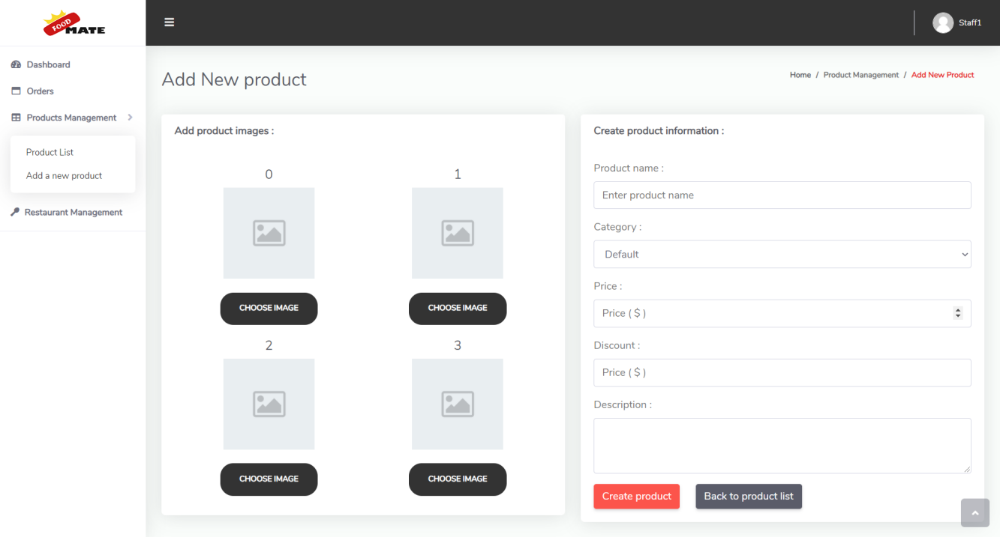 FOOD
MATE
Staff1
Dashboard
Orders
Products Management
Product List
Add a new product
Restaurant Management
Add New product
Home / Product Management / Add New Product
Add product images :
0
1
CHOOSE IMAGE
CHOOSE IMAGE
2
3
CHOOSE IMAGE
CHOOSE IMAGE
Create product information :
Product name :
Enter product name
Category :
Default
Price :
Price ( $ )
Discount :
Price ( $ )
Description :
Create product
Back to product list